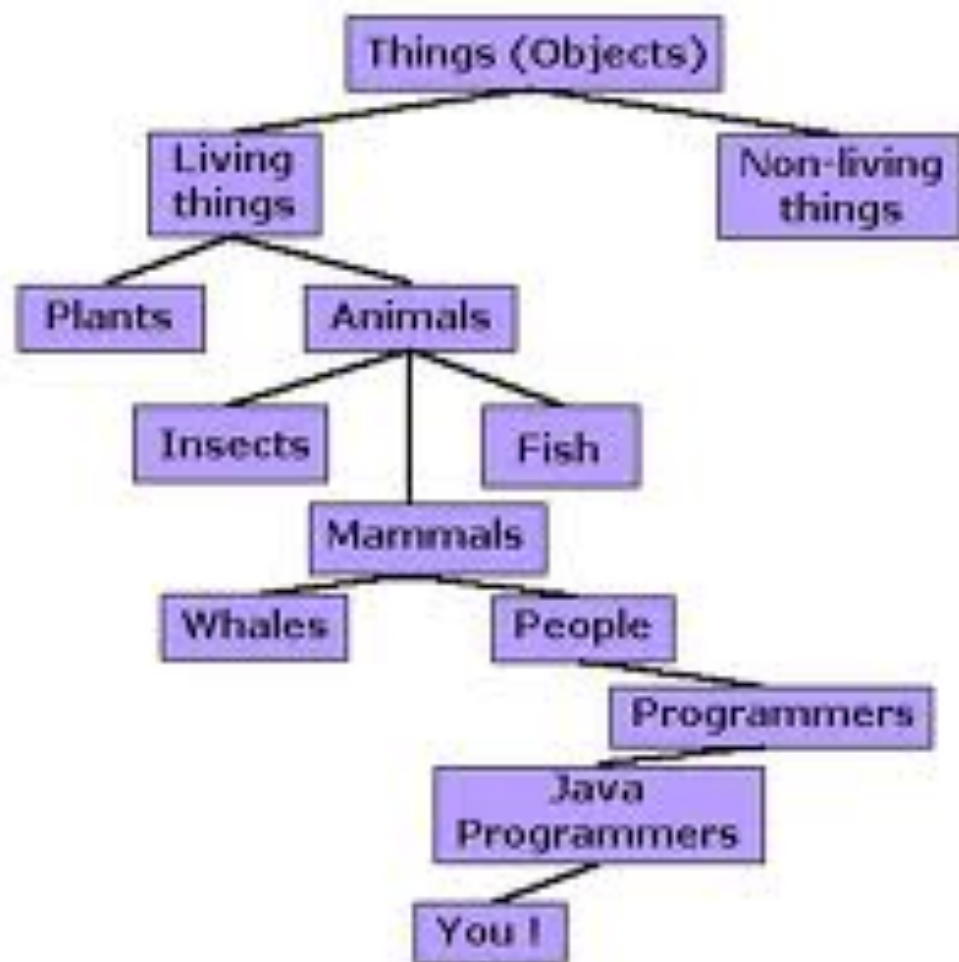 Things (Objects)
Living
things
Non-living
things
Plants
Animals
Insects
Fish
Mammals
Whales
People
Programmers
Java
Programmers
You !